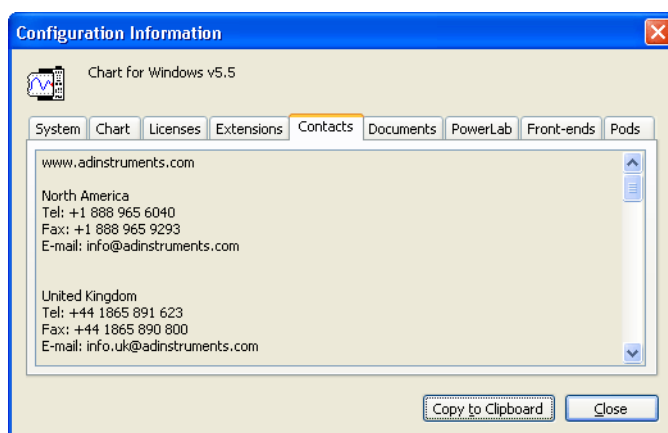 Configuration Information
Chart for Windows v5.5
System Chart Licenses Extensions Contacts Documents PowerLab Front-ends Pods
www.adinstruments.com
North America
Tel: +1 888 965 6040
Fax: +1 888 965 9293
E-mail: info@adinstruments.com
United Kingdom
Tel: +44 1865 891 623
Fax: +44 1865 890 800
E-mail: info.uk@adinstruments.com
Copy to Clipboard Close